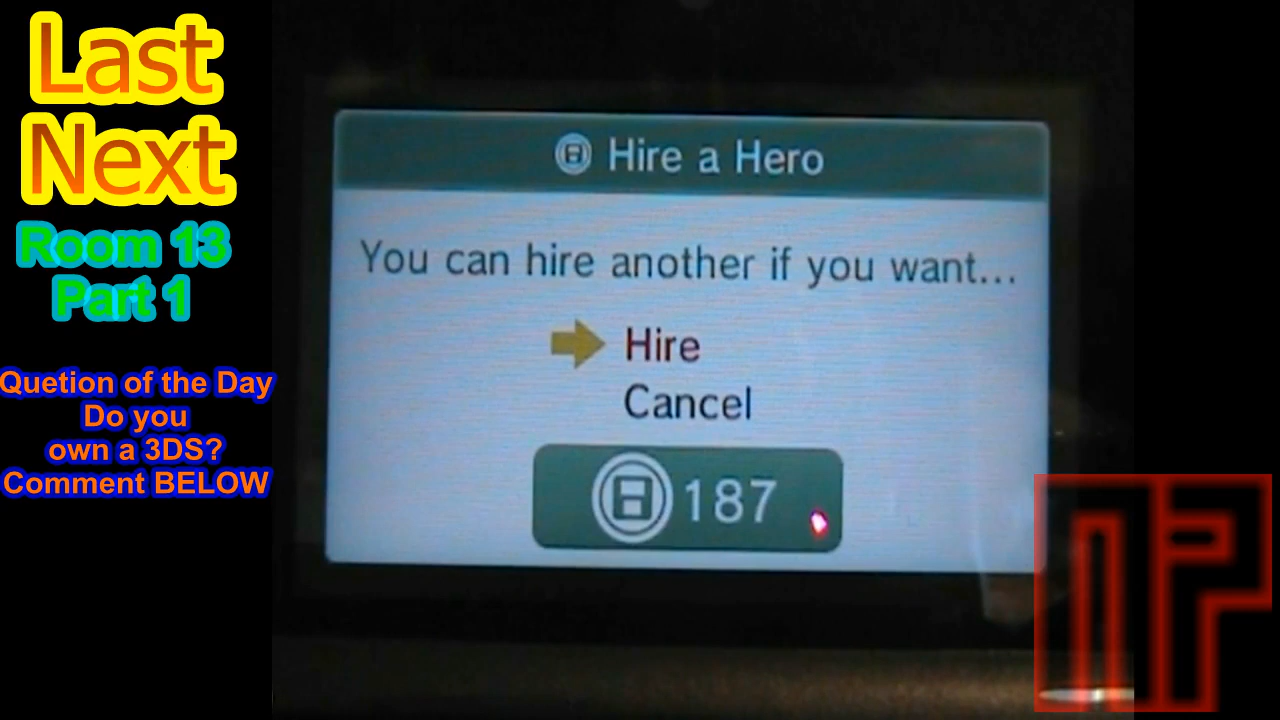 Last
Next
Room 13
Part 1
Quetion of the Day
Do you
own a 3DS?
Comment BELOW
Hire a Hero
You can hire another if you want...
Hire
Cancel
187